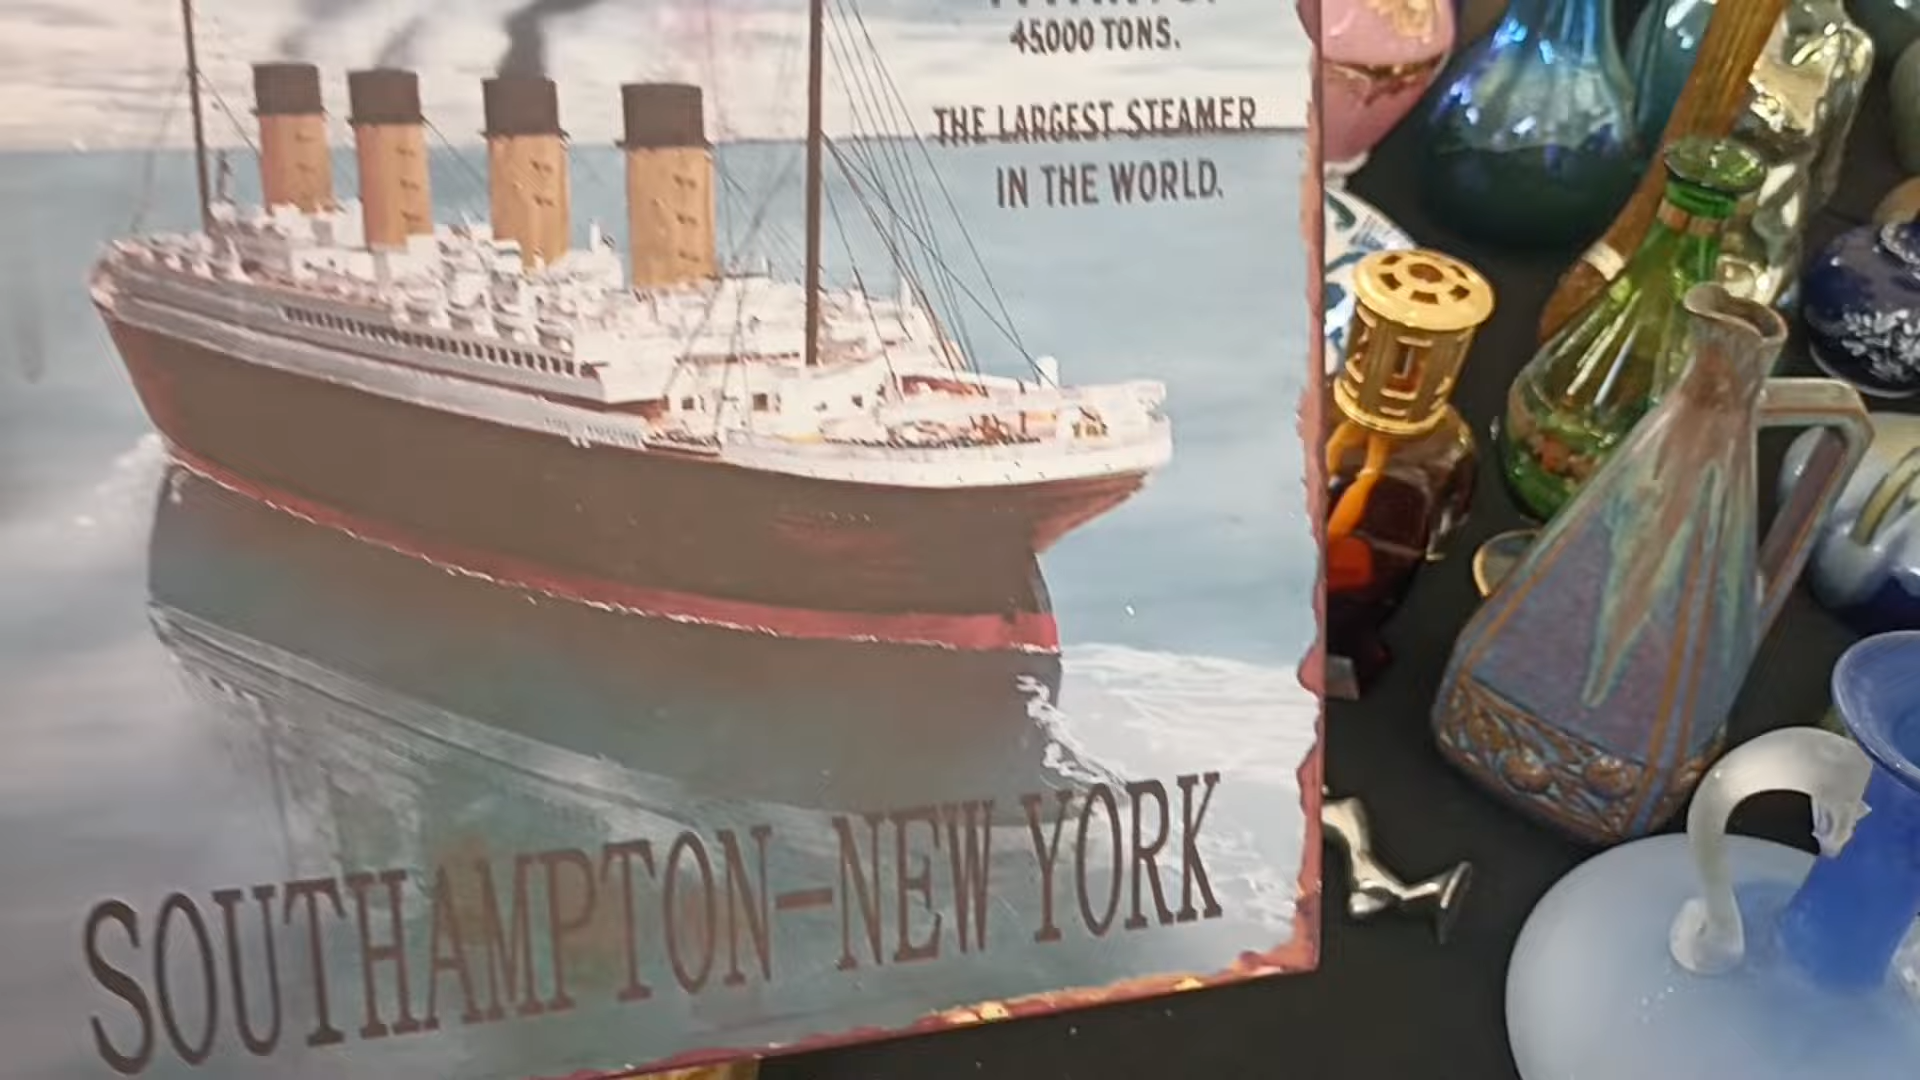 45000 TONS.
THE LARGEST STEAMER
IN THE WORLD.
SOUTHAMPTON–NEW YORK